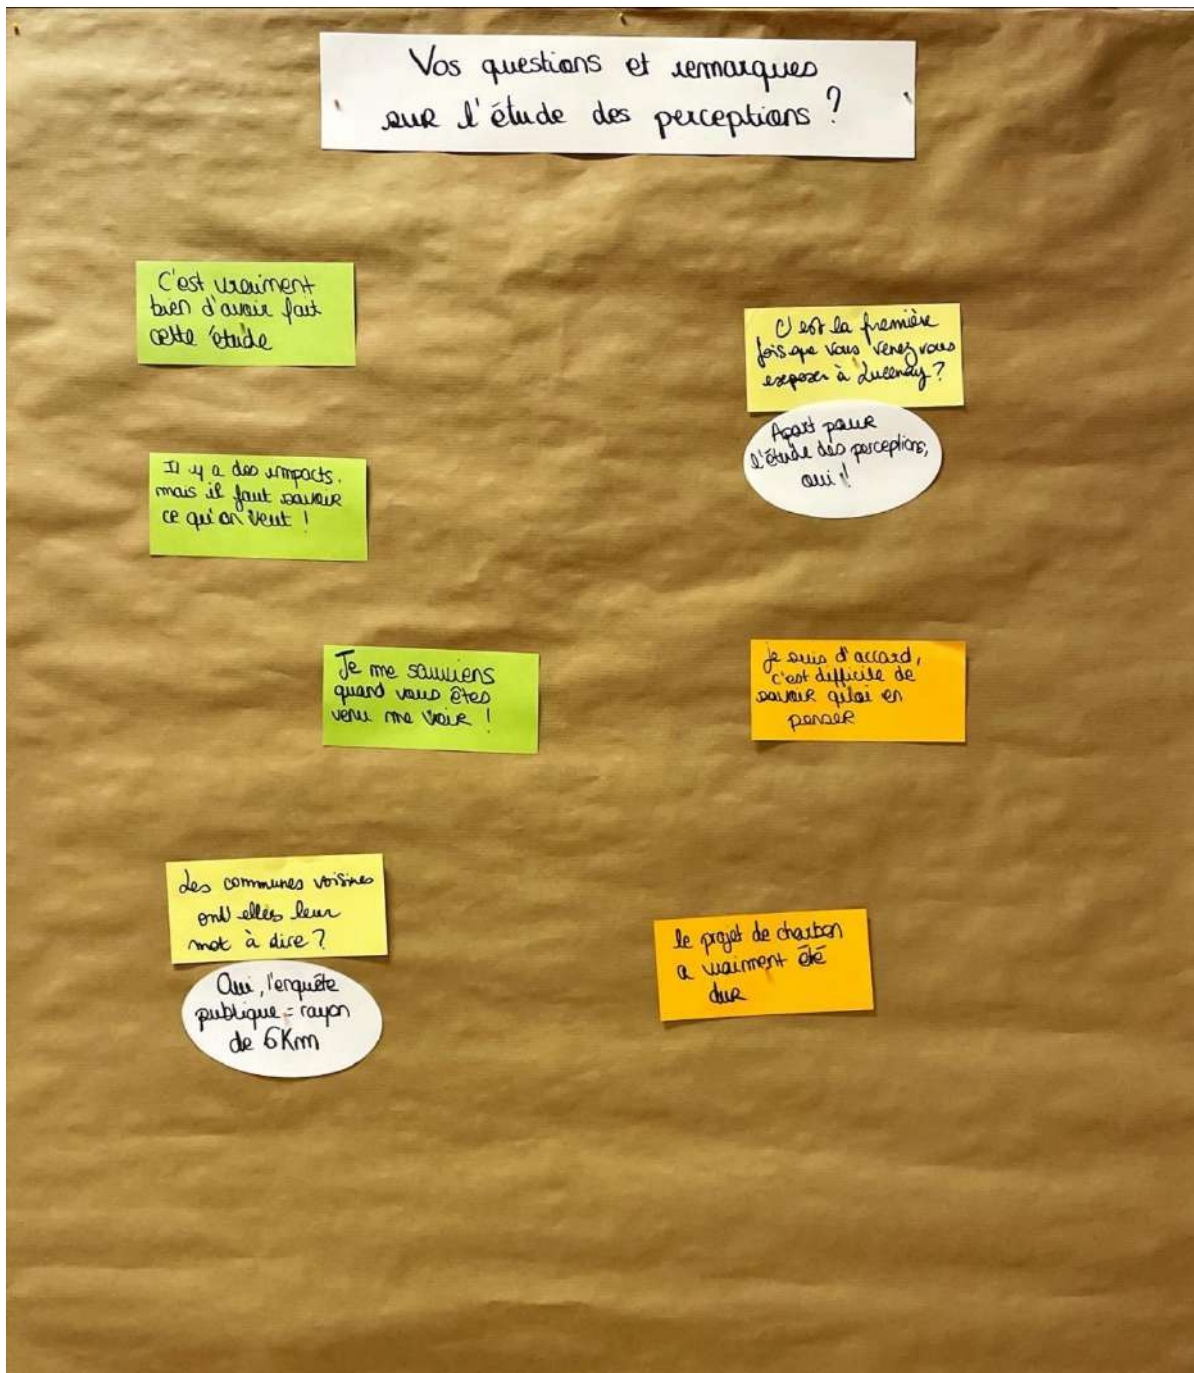 Vos questions et remarques
sur l'étude des perceptions ?
C'est vraiment
bien d'avoir fait
cette étude
C'est la première
fois que vous venez vous
exposer à Lucenay ?
Apart pour
l'étude des perceptions,
oui !
Il y a des impacts,
mais il faut savoir
ce qu'on veut !
Je me souviens
quand vous êtes
venu me voir !
je suis d'accord,
c'est difficile de
savoir quoi en
penser
Les communes voisines
ont elles leur
mot à dire ?
Oui, l'enquête
publique = rayon
de 6 Km
le projet de charbon
a vraiment été
dur